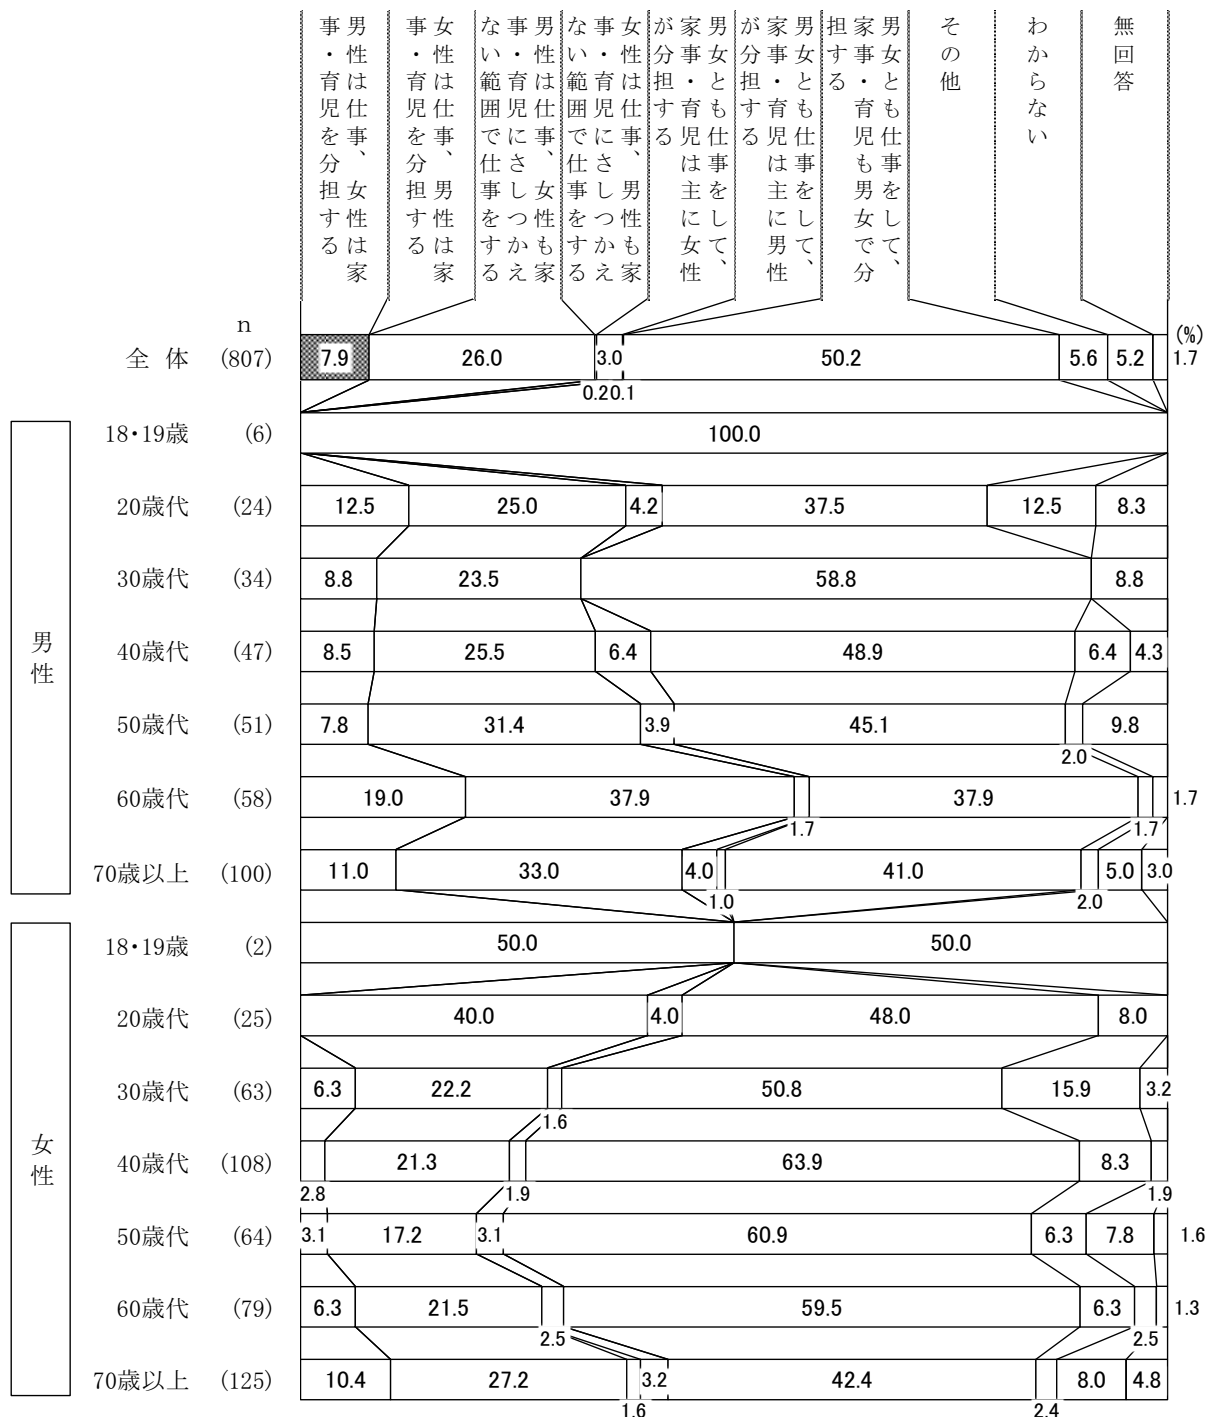 男性は仕事、女性は家
事・育児を分担する
女性は仕事、男性は家
事・育児を分担する
男性は仕事、女性も家
事・育児にさしつかえ
ない範囲で仕事をする
女性は仕事、男性も家
事・育児にさしつかえ
ない範囲で仕事をする
男女とも仕事をして、
家事・育児は主に女性
が分担する
男女とも仕事をして、
家事・育児は主に男性
が分担する
男女とも仕事をして、
家事・育児も男女で分
担する
その他
わからない
無回答
n
(%)
全体 (807) 7.9 26.0 3.0 50.2 5.6 5.2 1.7
0.2 0.1
男性
18・19歳 (6) 100.0
20歳代 (24) 12.5 25.0 4.2 37.5 12.5 8.3
30歳代 (34) 8.8 23.5 58.8 8.8
40歳代 (47) 8.5 25.5 6.4 48.9 6.4 4.3
50歳代 (51) 7.8 31.4 3.9 45.1 9.8
2.0
60歳代 (58) 19.0 37.9 37.9 1.7
1.7 1.7
70歳以上 (100) 11.0 33.0 4.0 41.0 5.0 3.0
1.0 2.0
女性
18・19歳 (2) 50.0 50.0
20歳代 (25) 40.0 4.0 48.0 8.0
30歳代 (63) 6.3 22.2 50.8 15.9 3.2
1.6
40歳代 (108) 21.3 63.9 8.3
2.8 1.9 1.9
50歳代 (64) 3.1 17.2 3.1 60.9 6.3 7.8 1.6
60歳代 (79) 6.3 21.5 59.5 6.3 1.3
2.5 2.5
70歳以上 (125) 10.4 27.2 3.2 42.4 8.0 4.8
1.6 2.4